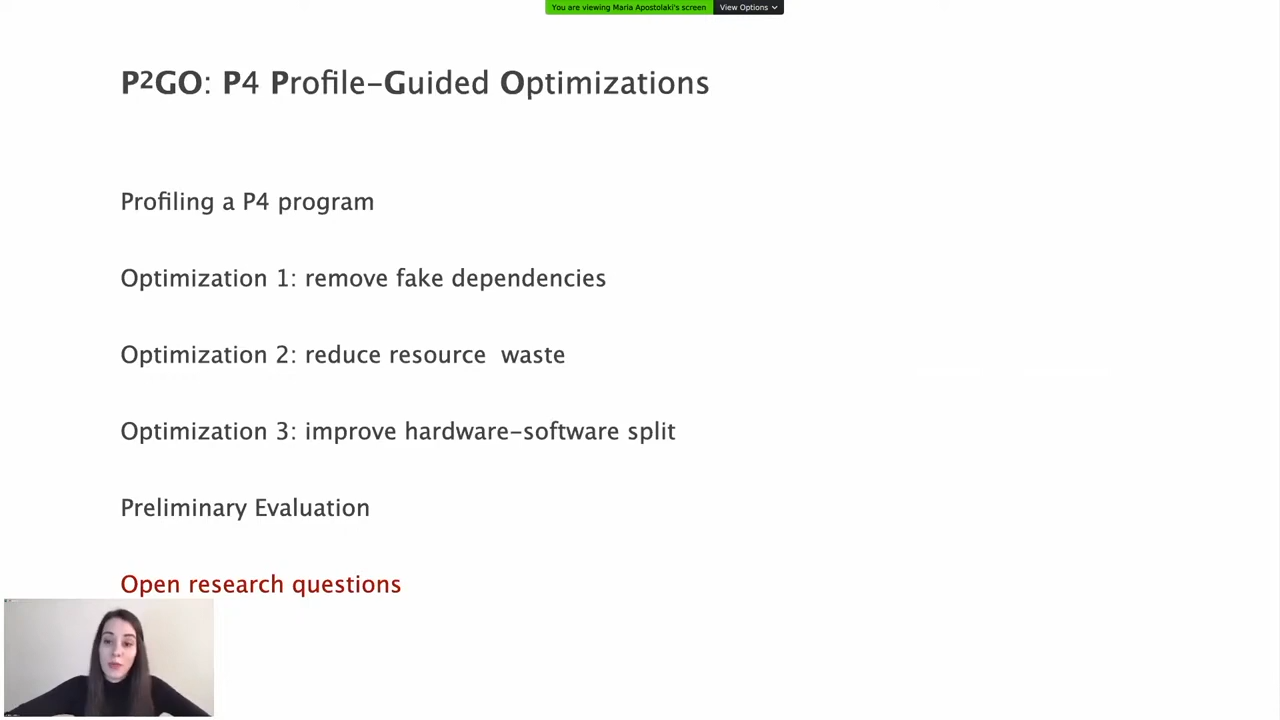 You are viewing Maria Apostolaki's screen View Options
P²GO: P4 Profile-Guided Optimizations
Profiling a P4 program
Optimization 1: remove fake dependencies
Optimization 2: reduce resource waste
Optimization 3: improve hardware-software split
Preliminary Evaluation
Open research questions